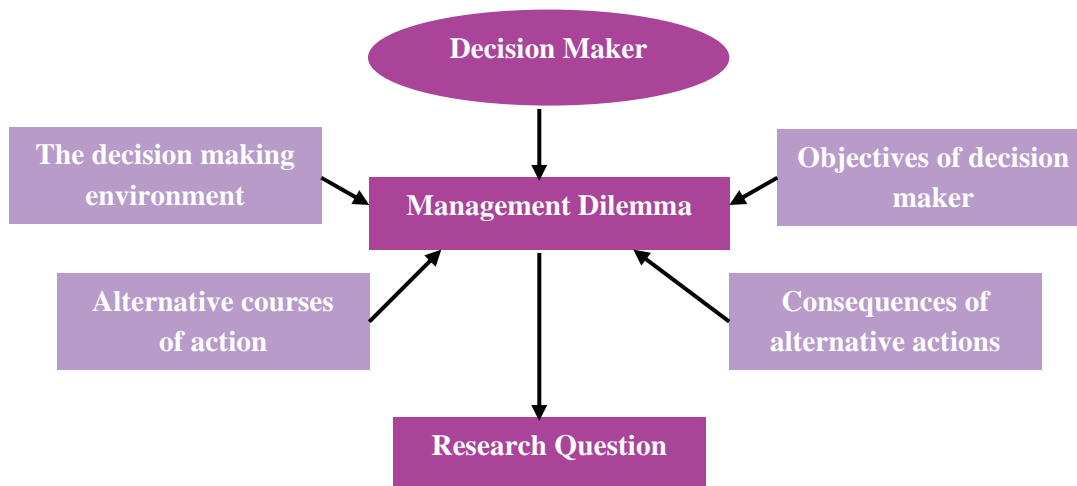 Decision Maker
The decision making
environment
Objectives of decision
maker
Management Dilemma
Alternative courses
of action
Consequences of
alternative actions
Research Question